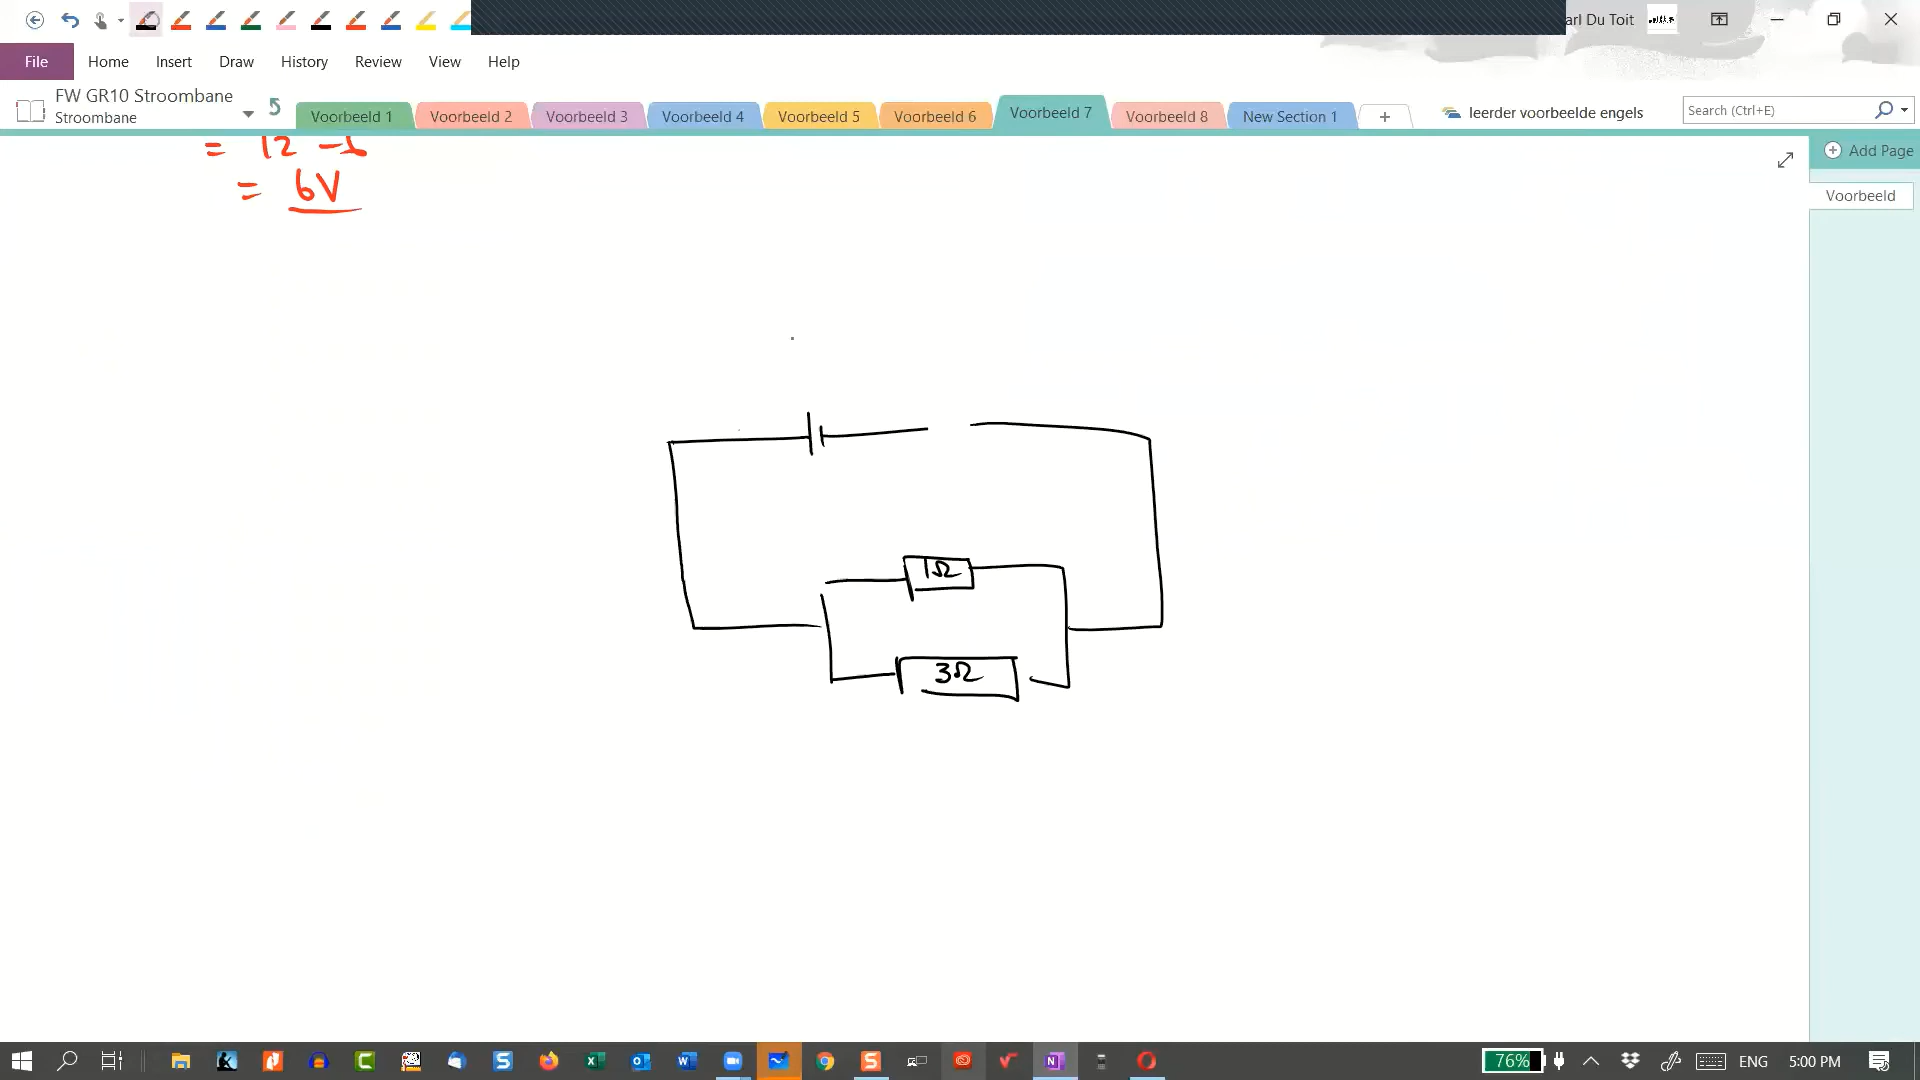 arl Du Toit
File Home Insert Draw History Review View Help
FW GR10 Stroombane
Stroombane
Voorbeeld 1 Voorbeeld 2 Voorbeeld 3 Voorbeeld 4 Voorbeeld 5 Voorbeeld 6 Voorbeeld 7 Voorbeeld 8 New Section 1 +
leerder voorbeelde engels
Search (Ctrl+E)
Add Page
Voorbeeld
= 12 -
= 6V
1Ω
3Ω
76% ENG 5:00 PM